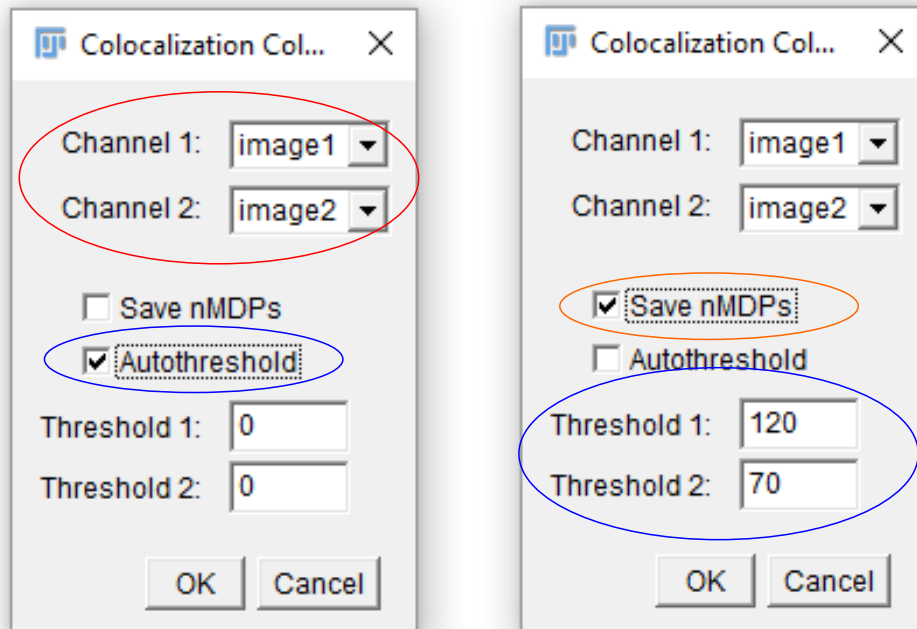 Colocalization Col...
Channel 1: image1
Channel 2: image2
Save nMDPs
Autothreshold
Threshold 1: 0
Threshold 2: 0
OK Cancel
Colocalization Col...
Channel 1: image1
Channel 2: image2
Save nMDPs
Autothreshold
Threshold 1: 120
Threshold 2: 70
OK Cancel